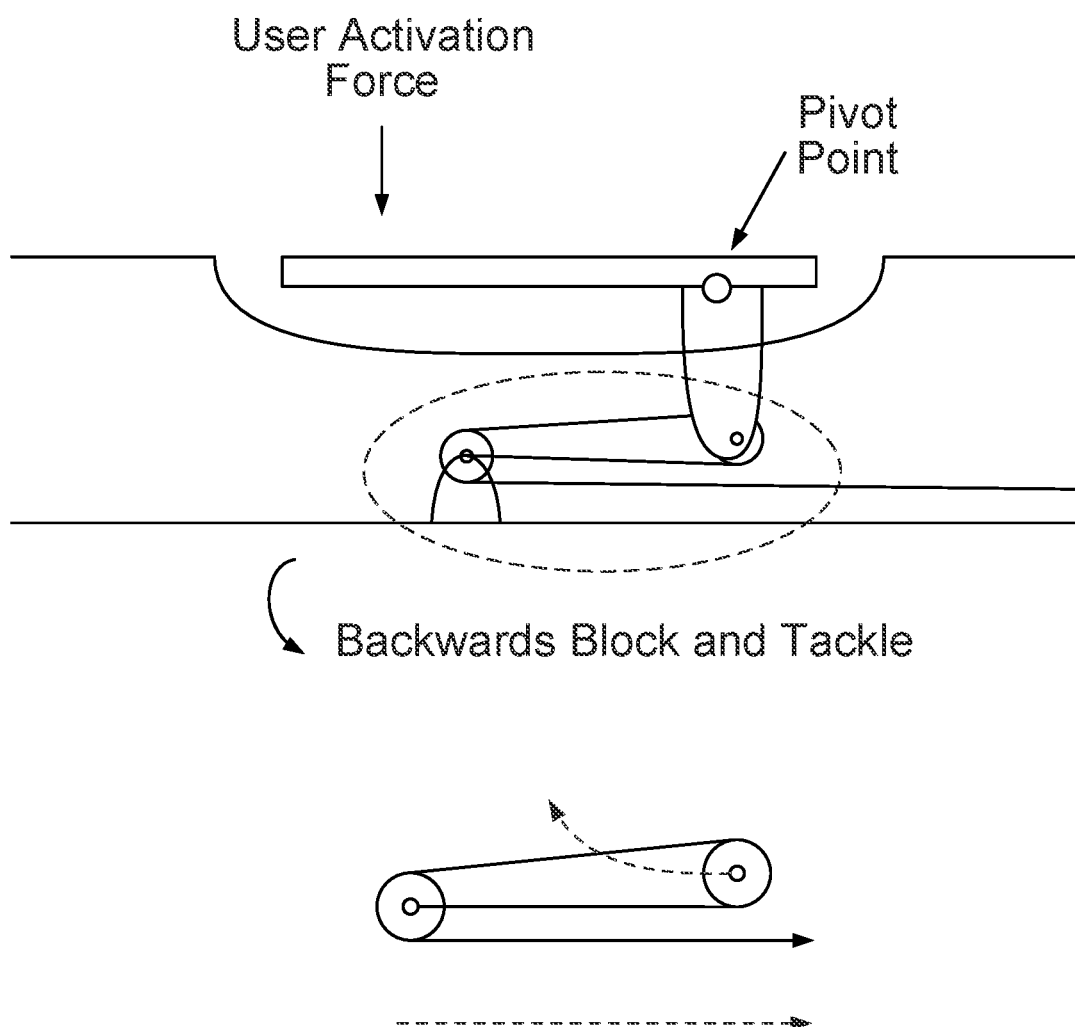 User Activation
Force
Pivot
Point
Backwards Block and Tackle